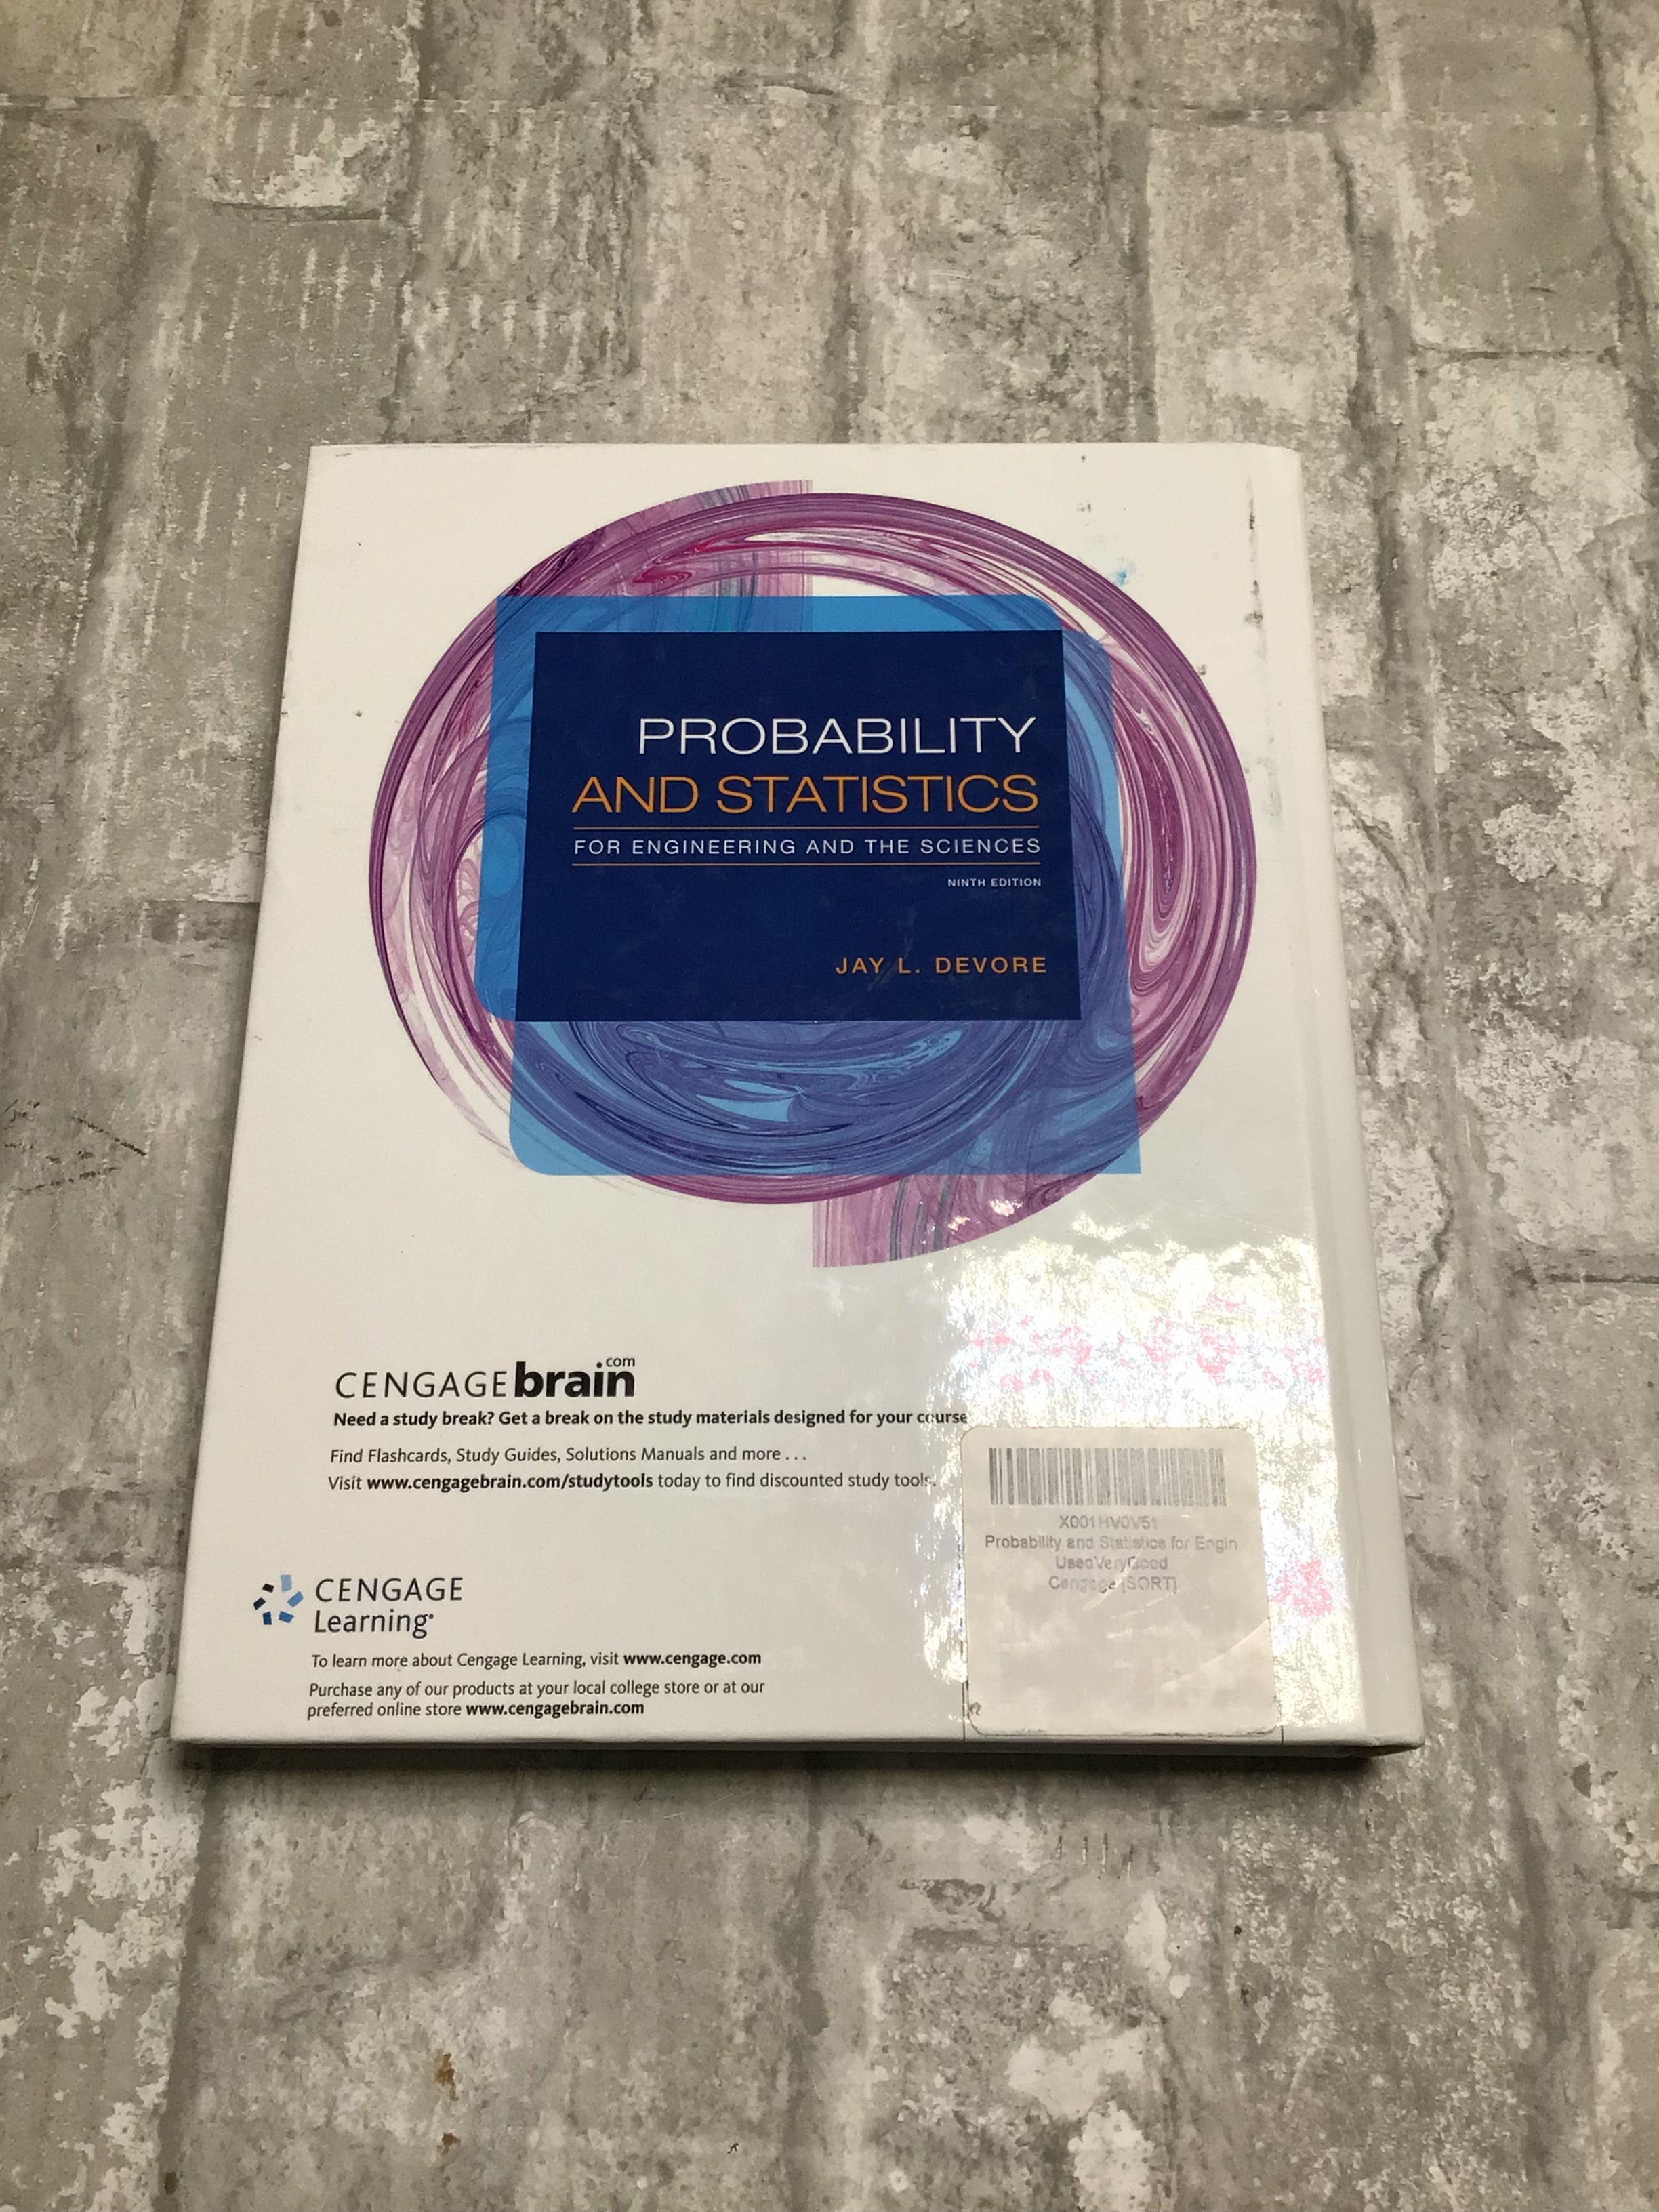 PROBABILITY
AND STATISTICS
FOR ENGINEERING AND THE SCIENCES
NINTH EDITION
JAY L. DEVORE
CENGAGEbrain.com
Need a study break? Get a break on the study materials designed for your course
Find Flashcards, Study Guides, Solutions Manuals and more . . .
Visit www.cengagebrain.com/studytools today to find discounted study tools.
X001HV0V51
Probability and Statistics for Engin
UsedVeryGood
Cengage [SORT]
CENGAGE
Learning®
To learn more about Cengage Learning, visit www.cengage.com
Purchase any of our products at your local college store or at our
preferred online store www.cengagebrain.com